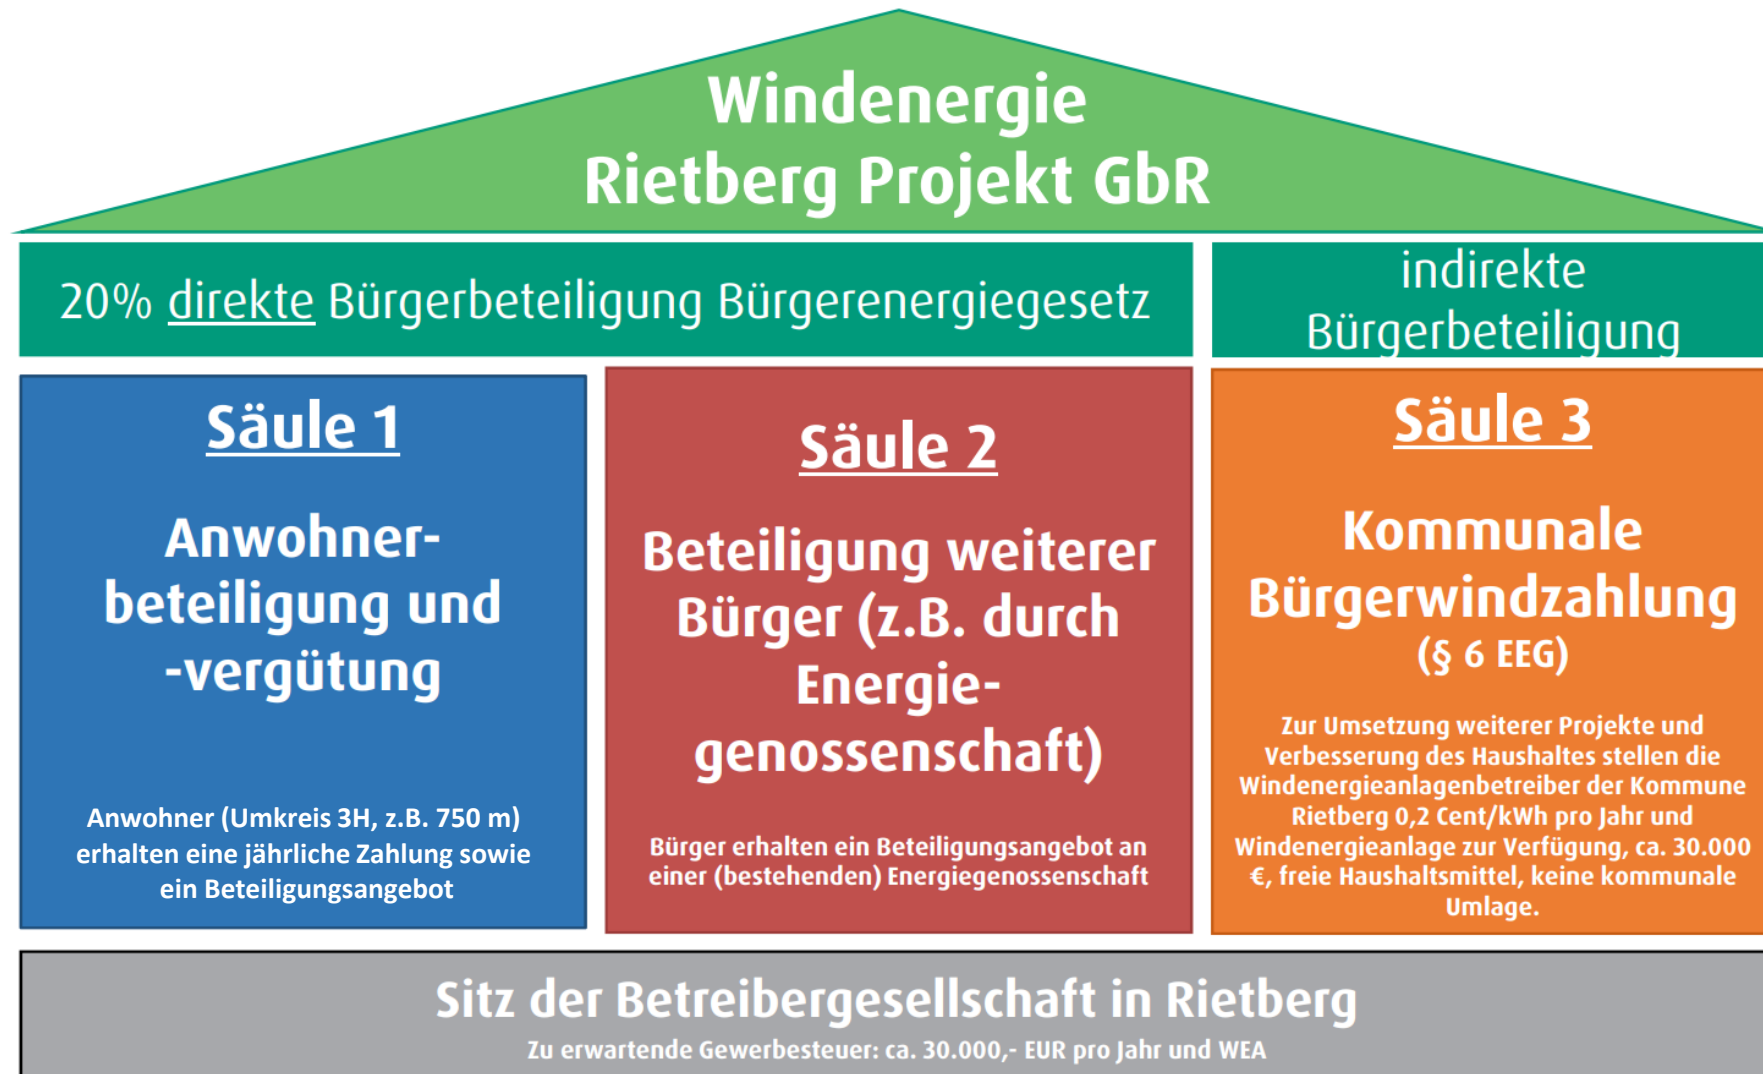 Windenergie
Rietberg Projekt GbR
20% direkte Bürgerbeteiligung Bürgerenergiegesetz
indirekte
Bürgerbeteiligung
Säule 1
Anwohner-
beteiligung und
-vergütung
Anwohner (Umkreis 3H, z.B. 750 m)
erhalten eine jährliche Zahlung sowie
ein Beteiligungsangebot
Säule 2
Beteiligung weiterer
Bürger (z.B. durch
Energie-
genossenschaft)
Bürger erhalten ein Beteiligungsangebot an
einer (bestehenden) Energiegenossenschaft
Säule 3
Kommunale
Bürgerwindzahlung
(§ 6 EEG)
Zur Umsetzung weiterer Projekte und
Verbesserung des Haushaltes stellen die
Windenergieanlagenbetreiber der Kommune
Rietberg 0,2 Cent/kWh pro Jahr und
Windenergieanlage zur Verfügung, ca. 30.000
€, freie Haushaltsmittel, keine kommunale
Umlage.
Sitz der Betreibergesellschaft in Rietberg
Zu erwartende Gewerbesteuer: ca. 30.000,- EUR pro Jahr und WEA